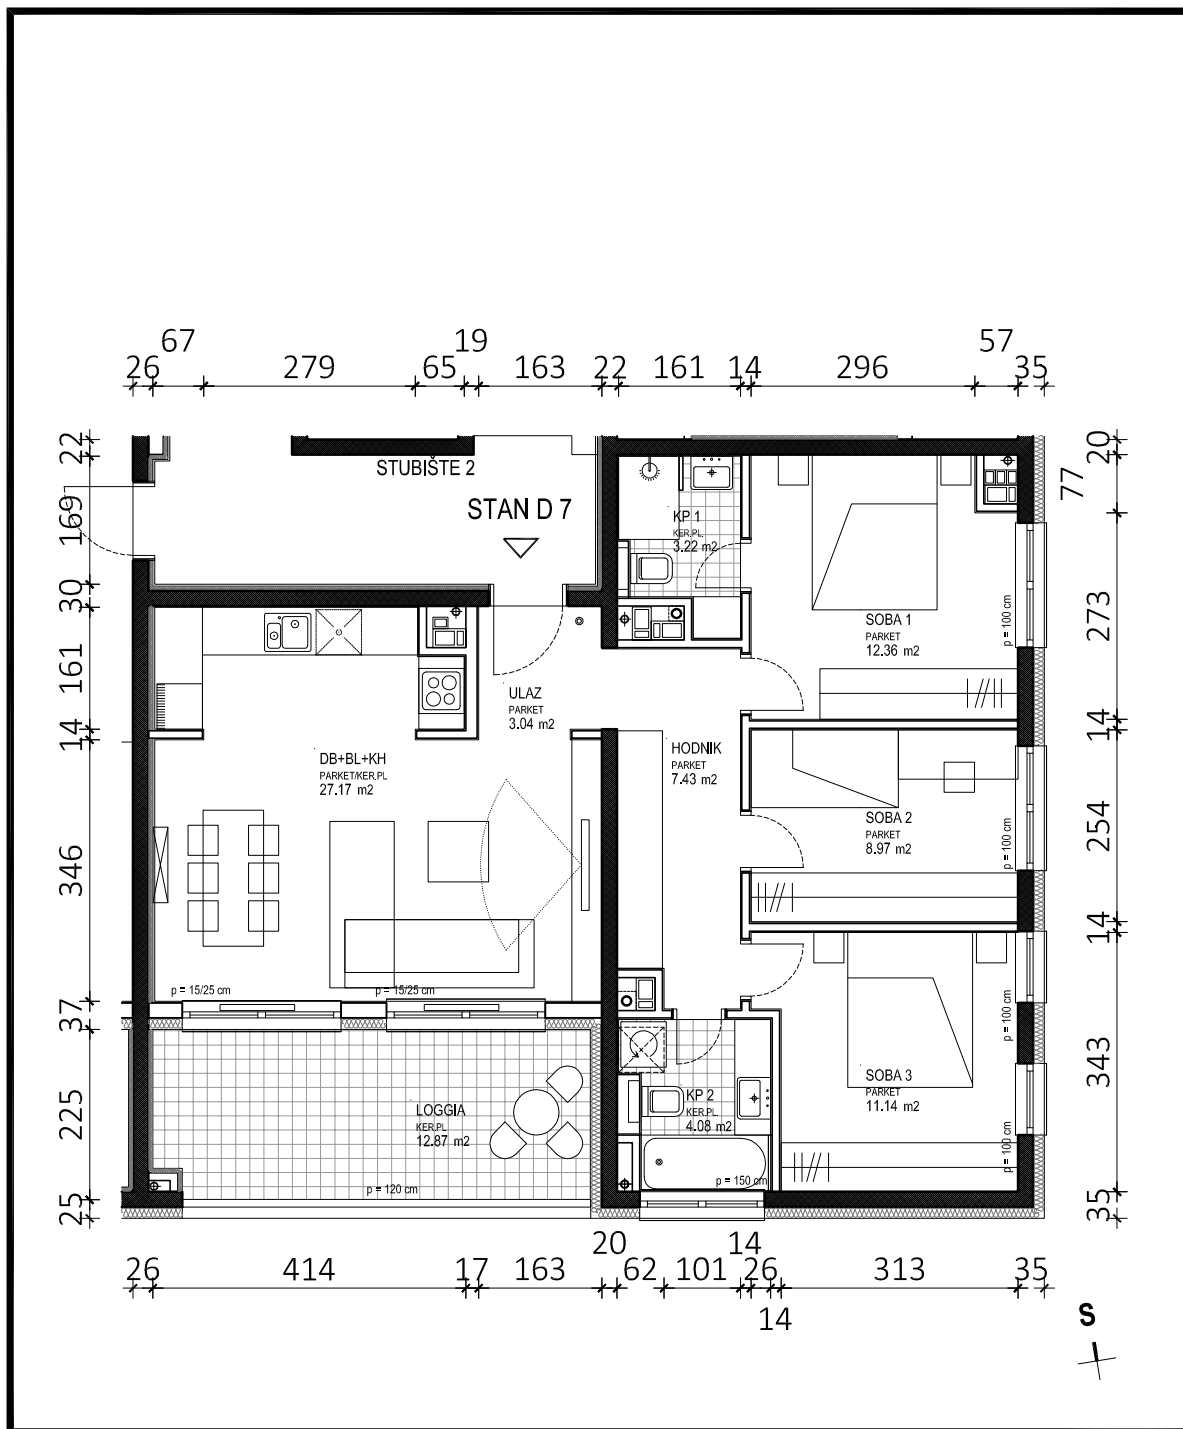 67
19
57
26
279
65
163
22
161
14
296
35
22
169
30
161
14
346
37
225
25
20
77
273
14
254
14
343
35
STUBIŠTE 2
STAN D 7
KP 1
KER.PL.
3.22 m2
SOBA 1
PARKET
12.36 m2
p = 100 cm
ULAZ
PARKET
3.04 m2
DB+BL+KH
PARKET/KER.PL
27.17 m2
HODNIK
PARKET
7.43 m2
SOBA 2
PARKET
8.97 m2
p = 100 cm
p = 15/25 cm
p = 15/25 cm
p = 100 cm
SOBA 3
PARKET
11.14 m2
p = 100 cm
LOGGIA
KER.PL
12.87 m2
p = 120 cm
KP 2
KER.PL.
4.08 m2
p = 150 cm
20
14
26
414
17
163
62
101
26
313
35
14
S